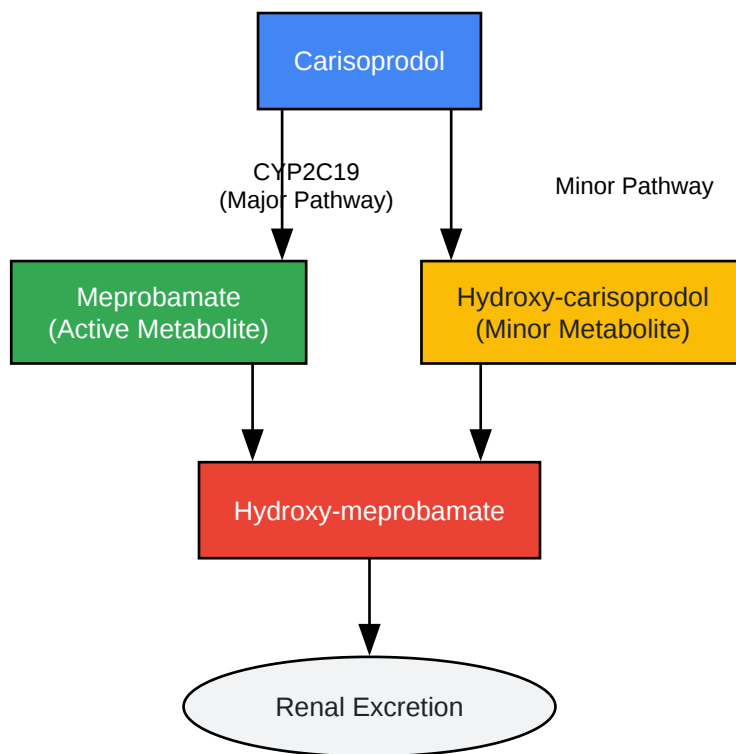 Carisoprodol
CYP2C19
(Major Pathway)
Minor Pathway
Meprobamate
(Active Metabolite)
Hydroxy-carisoprodol
(Minor Metabolite)
Hydroxy-meprobamate
Renal Excretion